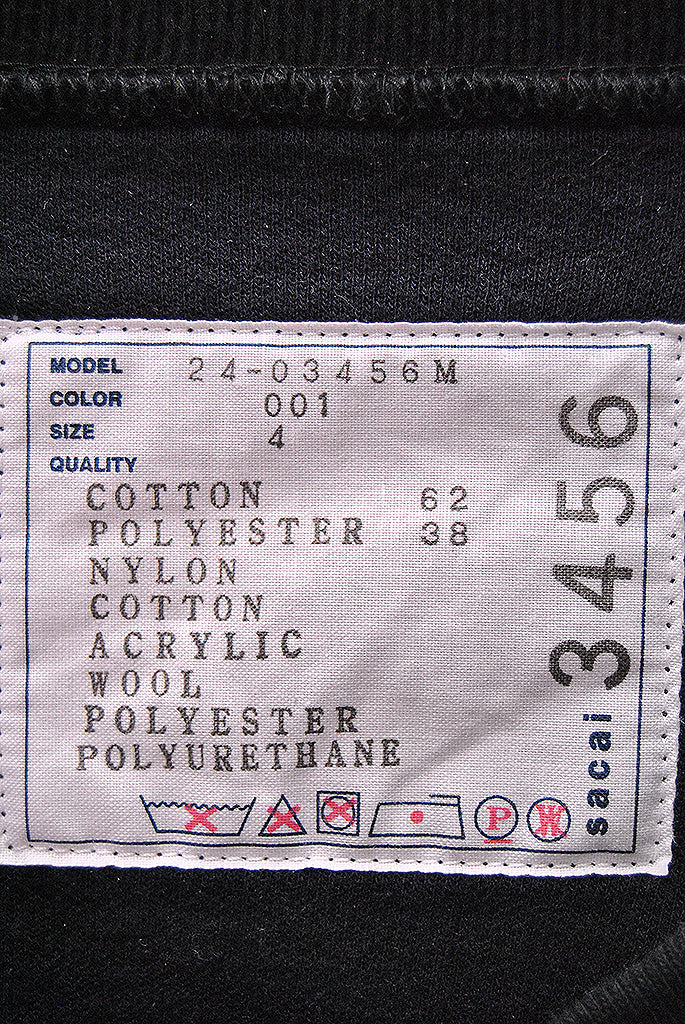 MODEL 24-03456M
COLOR 001
SIZE 4
QUALITY
COTTON 62
POLYESTER 38
NYLON
COTTON
ACRYLIC
WOOL
POLYESTER
POLYURETHANE
P W
sacai 3456